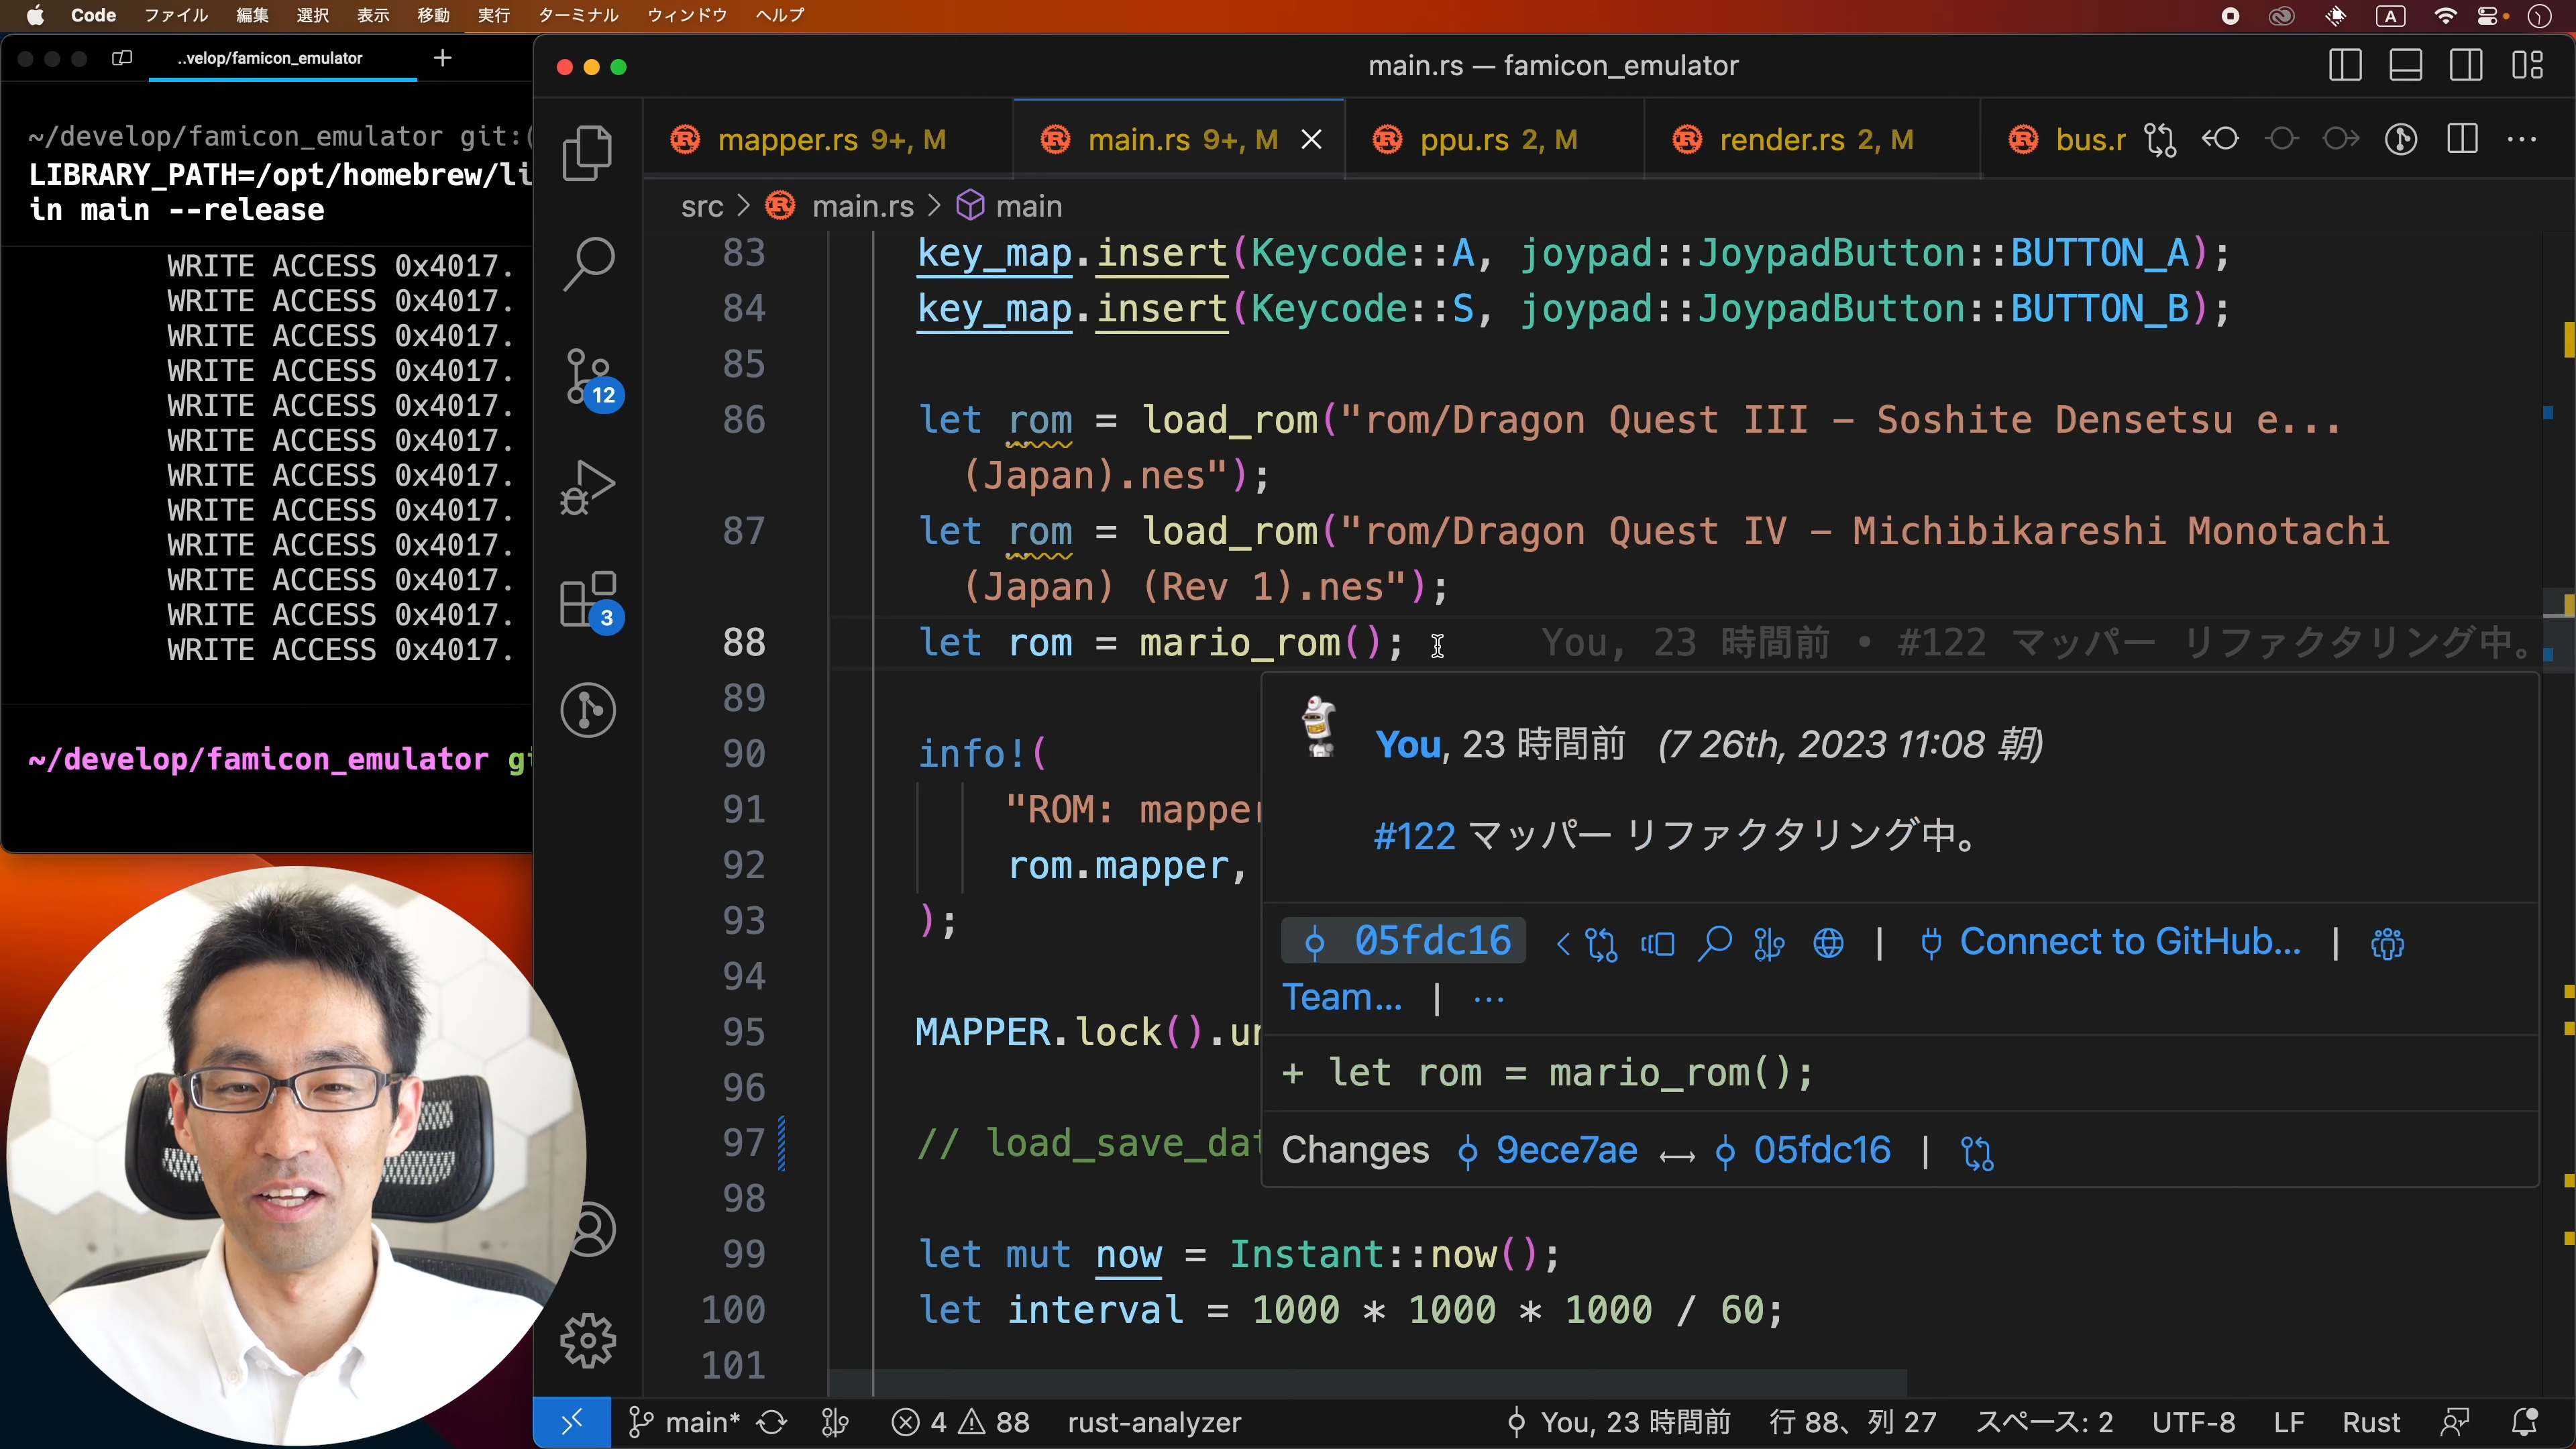 Code ファイル 編集 選択 表示 移動 実行 ターミナル ウィンドウ ヘルプ A
..velop/famicon_emulator
~/develop/famicon_emulator git:(
LIBRARY_PATH=/opt/homebrew/li
in main --release
WRITE ACCESS 0x4017.
WRITE ACCESS 0x4017.
WRITE ACCESS 0x4017.
WRITE ACCESS 0x4017.
WRITE ACCESS 0x4017.
WRITE ACCESS 0x4017.
WRITE ACCESS 0x4017.
WRITE ACCESS 0x4017.
WRITE ACCESS 0x4017.
WRITE ACCESS 0x4017.
WRITE ACCESS 0x4017.
WRITE ACCESS 0x4017.
~/develop/famicon_emulator gi
main.rs — famicon_emulator
mapper.rs 9+, M main.rs 9+, M ppu.rs 2, M render.rs 2, M bus.r
src > main.rs > main
12
3
83 key_map.insert(Keycode::A, joypad::JoypadButton::BUTTON_A);
84 key_map.insert(Keycode::S, joypad::JoypadButton::BUTTON_B);
85
86 let rom = load_rom("rom/Dragon Quest III - Soshite Densetsu e...
(Japan).nes");
87 let rom = load_rom("rom/Dragon Quest IV - Michibikareshi Monotachi
(Japan) (Rev 1).nes");
88 let rom = mario_rom(); You, 23 時間前 • #122 マッパー リファクタリング中。
89
90 info!(
91 "ROM: mapper
92 rom.mapper,
93 );
94
95 MAPPER.lock().un
96
97 // load_save_dat
98
99 let mut now = Instant::now();
100 let interval = 1000 * 1000 * 1000 / 60;
101
You, 23 時間前 (7 26th, 2023 11:08 朝)
#122 マッパー リファクタリング中。
05fdc16 | Connect to GitHub... |
Team... | ...
+ let rom = mario_rom();
Changes 9ece7ae ↔ 05fdc16 |
main* 4 88 rust-analyzer You, 23 時間前 行 88、列 27 スペース: 2 UTF-8 LF Rust